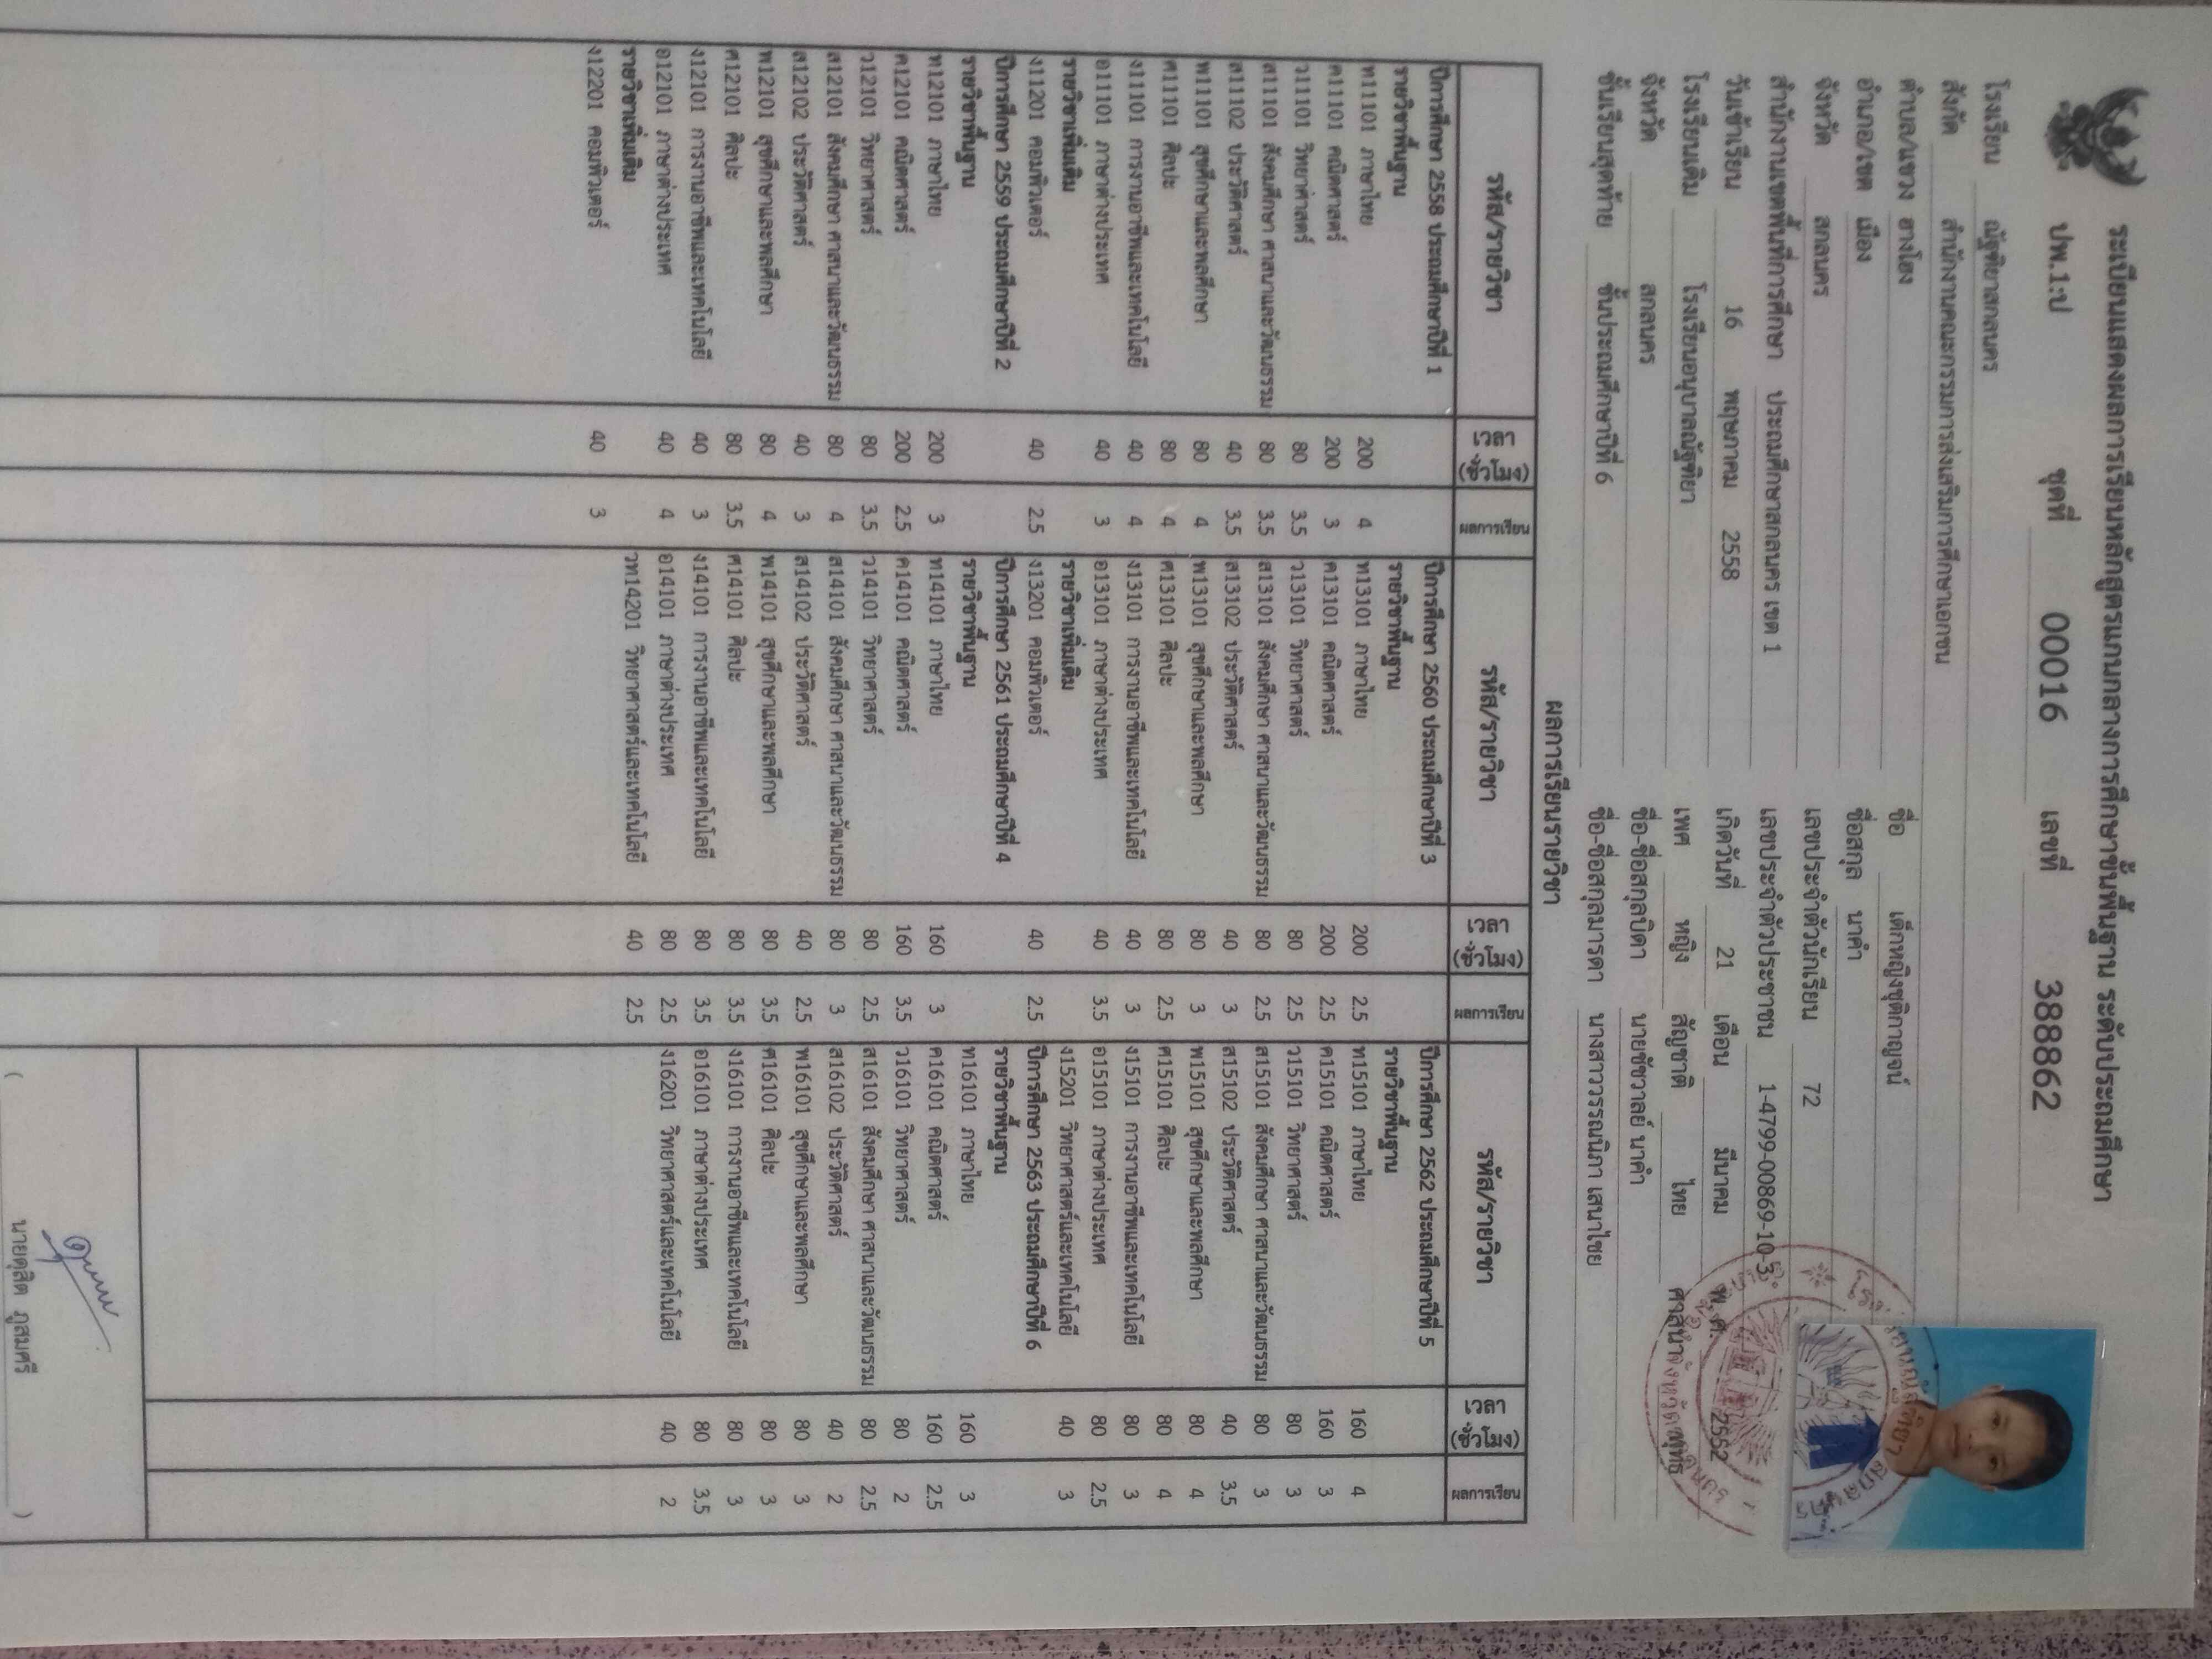 ระเบียนแสดงผลการเรียนหลักสูตรแกนกลางการศึกษาขั้นพื้นฐาน ระดับประถมศึกษา
ปพ.1:ป ชุดที่ 00016 เลขที่ 388862
โรงเรียน ณัฐฑิยาสกลนคร
สังกัด สำนักงานคณะกรรมการส่งเสริมการศึกษาเอกชน
ตำบล/แขวง ฮางโฮง
อำเภอ/เขต เมือง
จังหวัด สกลนคร
สำนักงานเขตพื้นที่การศึกษา ประถมศึกษาสกลนคร เขต 1
วันเข้าเรียน 16 พฤษภาคม 2558
โรงเรียนเดิม โรงเรียนอนุบาลณัฐฑิยา
จังหวัด สกลนคร
ชั้นเรียนสุดท้าย ชั้นประถมศึกษาปีที่ 6
ชื่อ เด็กหญิงชุติกาญจน์
ชื่อสกุล นาคำ
เลขประจำตัวนักเรียน 72
เลขประจำตัวประชาชน 1-4799-00869-10-3
เกิดวันที่ 21 เดือน มีนาคม พ.ศ. 2552
เพศ หญิง สัญชาติ ไทย ศาสนา พุทธ
ชื่อ-ชื่อสกุลบิดา นายชัชวาลย์ นาคำ
ชื่อ-ชื่อสกุลมารดา นางสาววรรณนิภา เสนาไชย
ผลการเรียนรายวิชา
รหัส/รายวิชา เวลา (ชั่วโมง) ผลการเรียน
ปีการศึกษา 2558 ประถมศึกษาปีที่ 1
รายวิชาพื้นฐาน
ท11101 ภาษาไทย 200 4
ค11101 คณิตศาสตร์ 200 3
ว11101 วิทยาศาสตร์ 80 3.5
ส11101 สังคมศึกษา ศาสนาและวัฒนธรรม 80 3.5
ส11102 ประวัติศาสตร์ 40 3.5
พ11101 สุขศึกษาและพลศึกษา 80 4
ศ11101 ศิลปะ 80 4
ง11101 การงานอาชีพและเทคโนโลยี 40 4
อ11101 ภาษาต่างประเทศ 40 3
รายวิชาเพิ่มเติม
ง11201 คอมพิวเตอร์ 40 2.5
ปีการศึกษา 2559 ประถมศึกษาปีที่ 2
รายวิชาพื้นฐาน
ท12101 ภาษาไทย 200 3
ค12101 คณิตศาสตร์ 200 2.5
ว12101 วิทยาศาสตร์ 80 3.5
ส12101 สังคมศึกษา ศาสนาและวัฒนธรรม 80 4
ส12102 ประวัติศาสตร์ 40 3
พ12101 สุขศึกษาและพลศึกษา 80 4
ศ12101 ศิลปะ 80 3.5
ง12101 การงานอาชีพและเทคโนโลยี 40 3
อ12101 ภาษาต่างประเทศ 40 4
รายวิชาเพิ่มเติม
ง12201 คอมพิวเตอร์ 40 3
รหัส/รายวิชา เวลา (ชั่วโมง) ผลการเรียน
ปีการศึกษา 2560 ประถมศึกษาปีที่ 3
รายวิชาพื้นฐาน
ท13101 ภาษาไทย 200 2.5
ค13101 คณิตศาสตร์ 200 2.5
ว13101 วิทยาศาสตร์ 80 2.5
ส13101 สังคมศึกษา ศาสนาและวัฒนธรรม 80 2.5
ส13102 ประวัติศาสตร์ 40 3
พ13101 สุขศึกษาและพลศึกษา 80 3
ศ13101 ศิลปะ 80 2.5
ง13101 การงานอาชีพและเทคโนโลยี 40 3
อ13101 ภาษาต่างประเทศ 40 3.5
รายวิชาเพิ่มเติม
ง13201 คอมพิวเตอร์ 40 2.5
ปีการศึกษา 2561 ประถมศึกษาปีที่ 4
รายวิชาพื้นฐาน
ท14101 ภาษาไทย 160 3
ค14101 คณิตศาสตร์ 160 3.5
ว14101 วิทยาศาสตร์ 80 2.5
ส14101 สังคมศึกษา ศาสนาและวัฒนธรรม 80 3
ส14102 ประวัติศาสตร์ 40 2.5
พ14101 สุขศึกษาและพลศึกษา 80 3.5
ศ14101 ศิลปะ 80 3.5
ง14101 การงานอาชีพและเทคโนโลยี 80 3.5
อ14101 ภาษาต่างประเทศ 80 2.5
วท14201 วิทยาศาสตร์และเทคโนโลยี 40 2.5
รหัส/รายวิชา เวลา (ชั่วโมง) ผลการเรียน
ปีการศึกษา 2562 ประถมศึกษาปีที่ 5
รายวิชาพื้นฐาน
ท15101 ภาษาไทย 160 4
ค15101 คณิตศาสตร์ 160 3
ว15101 วิทยาศาสตร์ 80 3
ส15101 สังคมศึกษา ศาสนาและวัฒนธรรม 80 3
ส15102 ประวัติศาสตร์ 40 3.5
พ15101 สุขศึกษาและพลศึกษา 80 4
ศ15101 ศิลปะ 80 4
ง15101 การงานอาชีพและเทคโนโลยี 80 3
อ15101 ภาษาต่างประเทศ 80 2.5
ง15201 วิทยาศาสตร์และเทคโนโลยี 40 3
ปีการศึกษา 2563 ประถมศึกษาปีที่ 6
รายวิชาพื้นฐาน
ท16101 ภาษาไทย 160 3
ค16101 คณิตศาสตร์ 160 2.5
ว16101 วิทยาศาสตร์ 80 2
ส16101 สังคมศึกษา ศาสนาและวัฒนธรรม 80 2.5
ส16102 ประวัติศาสตร์ 40 2
พ16101 สุขศึกษาและพลศึกษา 80 3
ศ16101 ศิลปะ 80 3
ง16101 การงานอาชีพและเทคโนโลยี 80 3
อ16101 ภาษาต่างประเทศ 80 3.5
ง16201 วิทยาศาสตร์และเทคโนโลยี 40 2
( นายดุสิต ภูสมศรี )